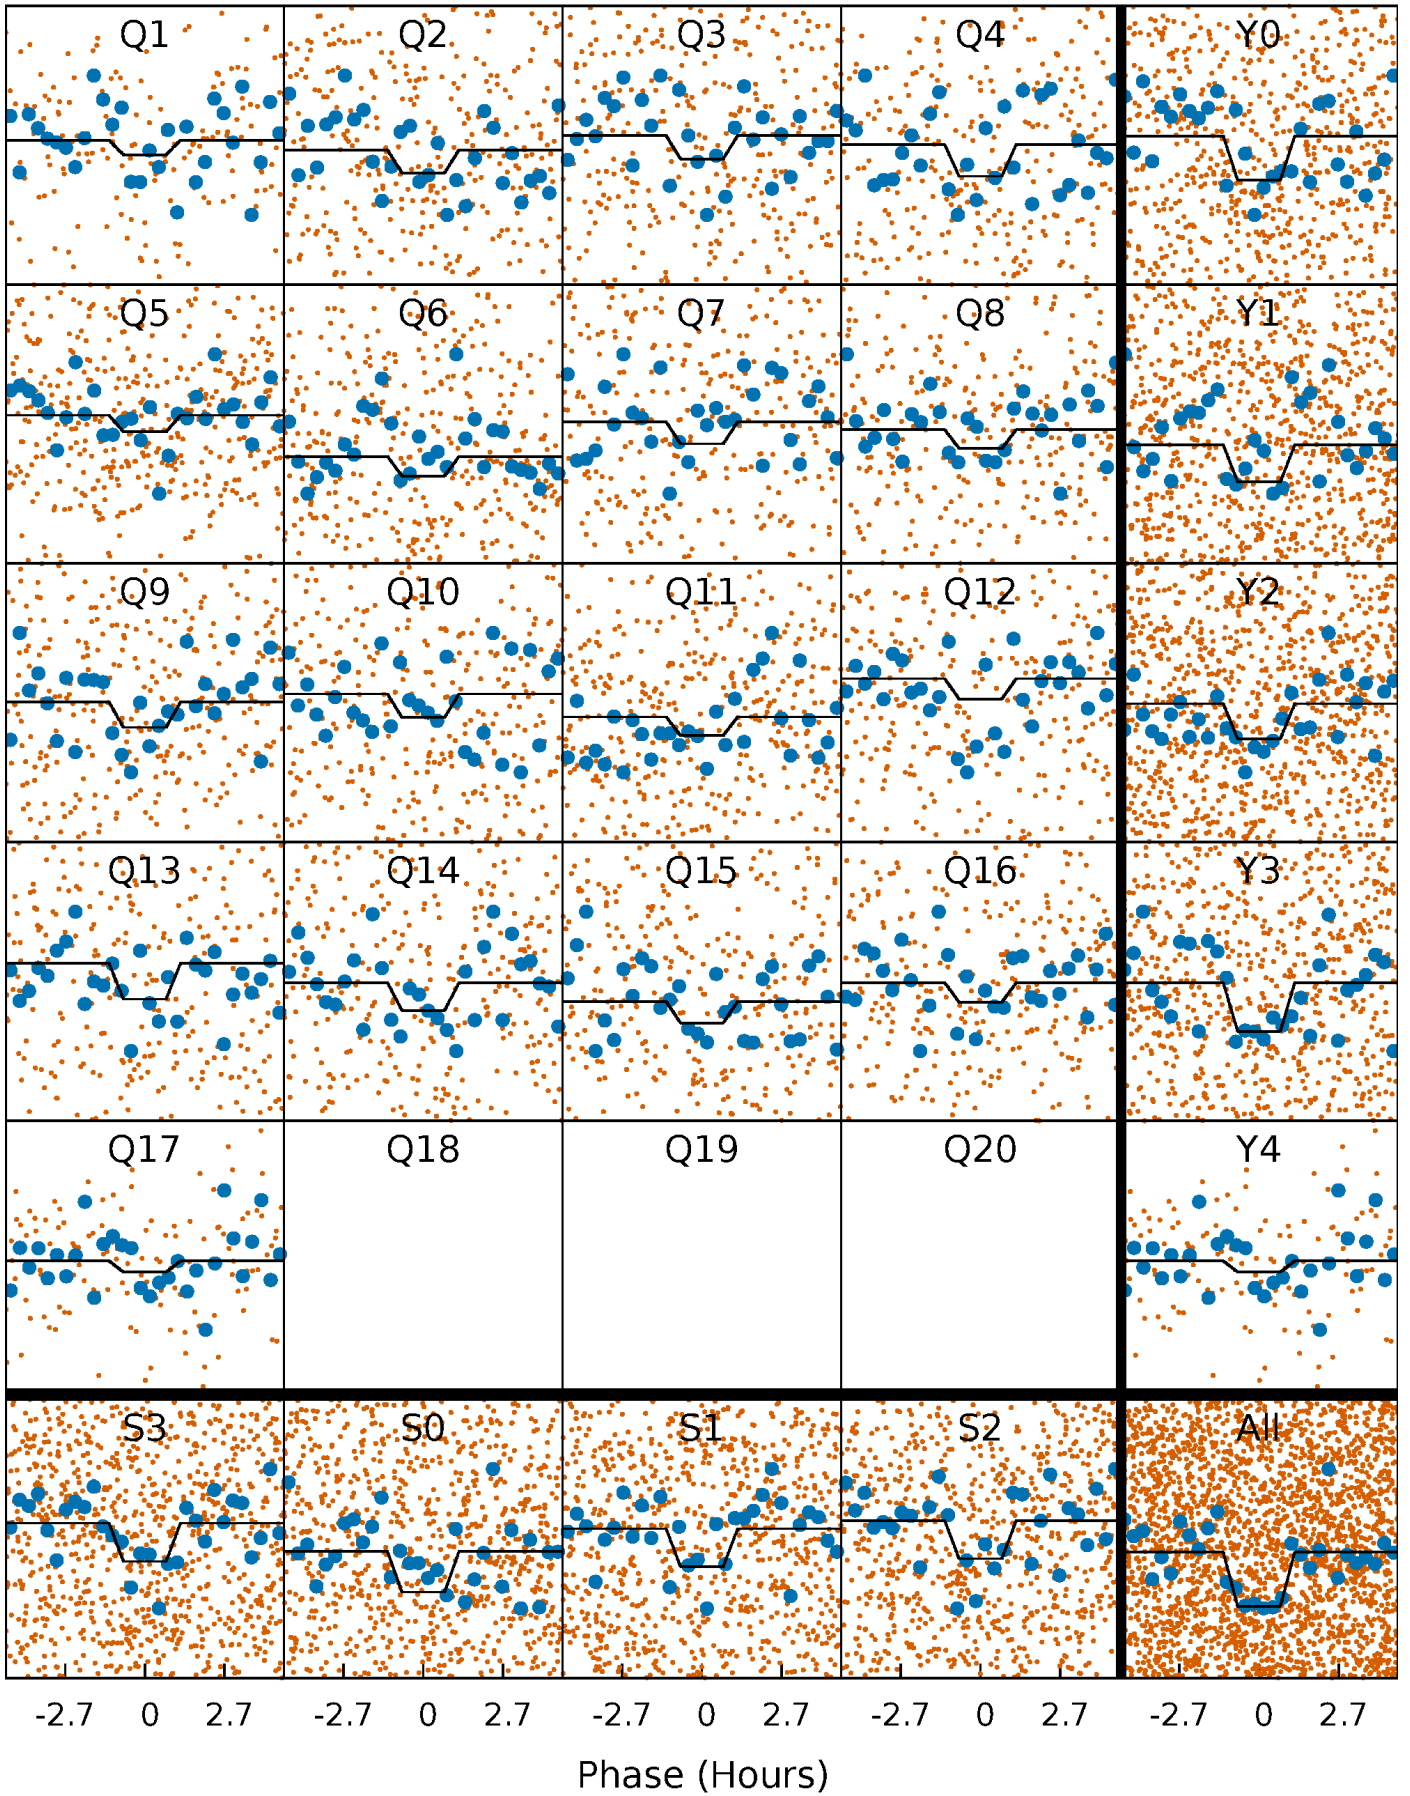 Q1 Q2 Q3 Q4 Y0
Q5 Q6 Q7 Q8 Y1
Q9 Q10 Q11 Q12 Y2
Q13 Q14 Q15 Q16 Y3
Q17 Q18 Q19 Q20 Y4
S3 S0 S1 S2 All
-2.7 0 2.7 -2.7 0 2.7 -2.7 0 2.7 -2.7 0 2.7 -2.7 0 2.7
Phase (Hours)